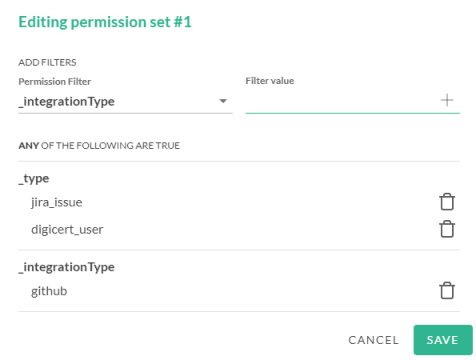 Editing permission set #1
ADD FILTERS
Permission Filter
Filter value
_integrationType
ANY OF THE FOLLOWING ARE TRUE
_type
jira_issue
digicert_user
_integrationType
github
CANCEL
SAVE